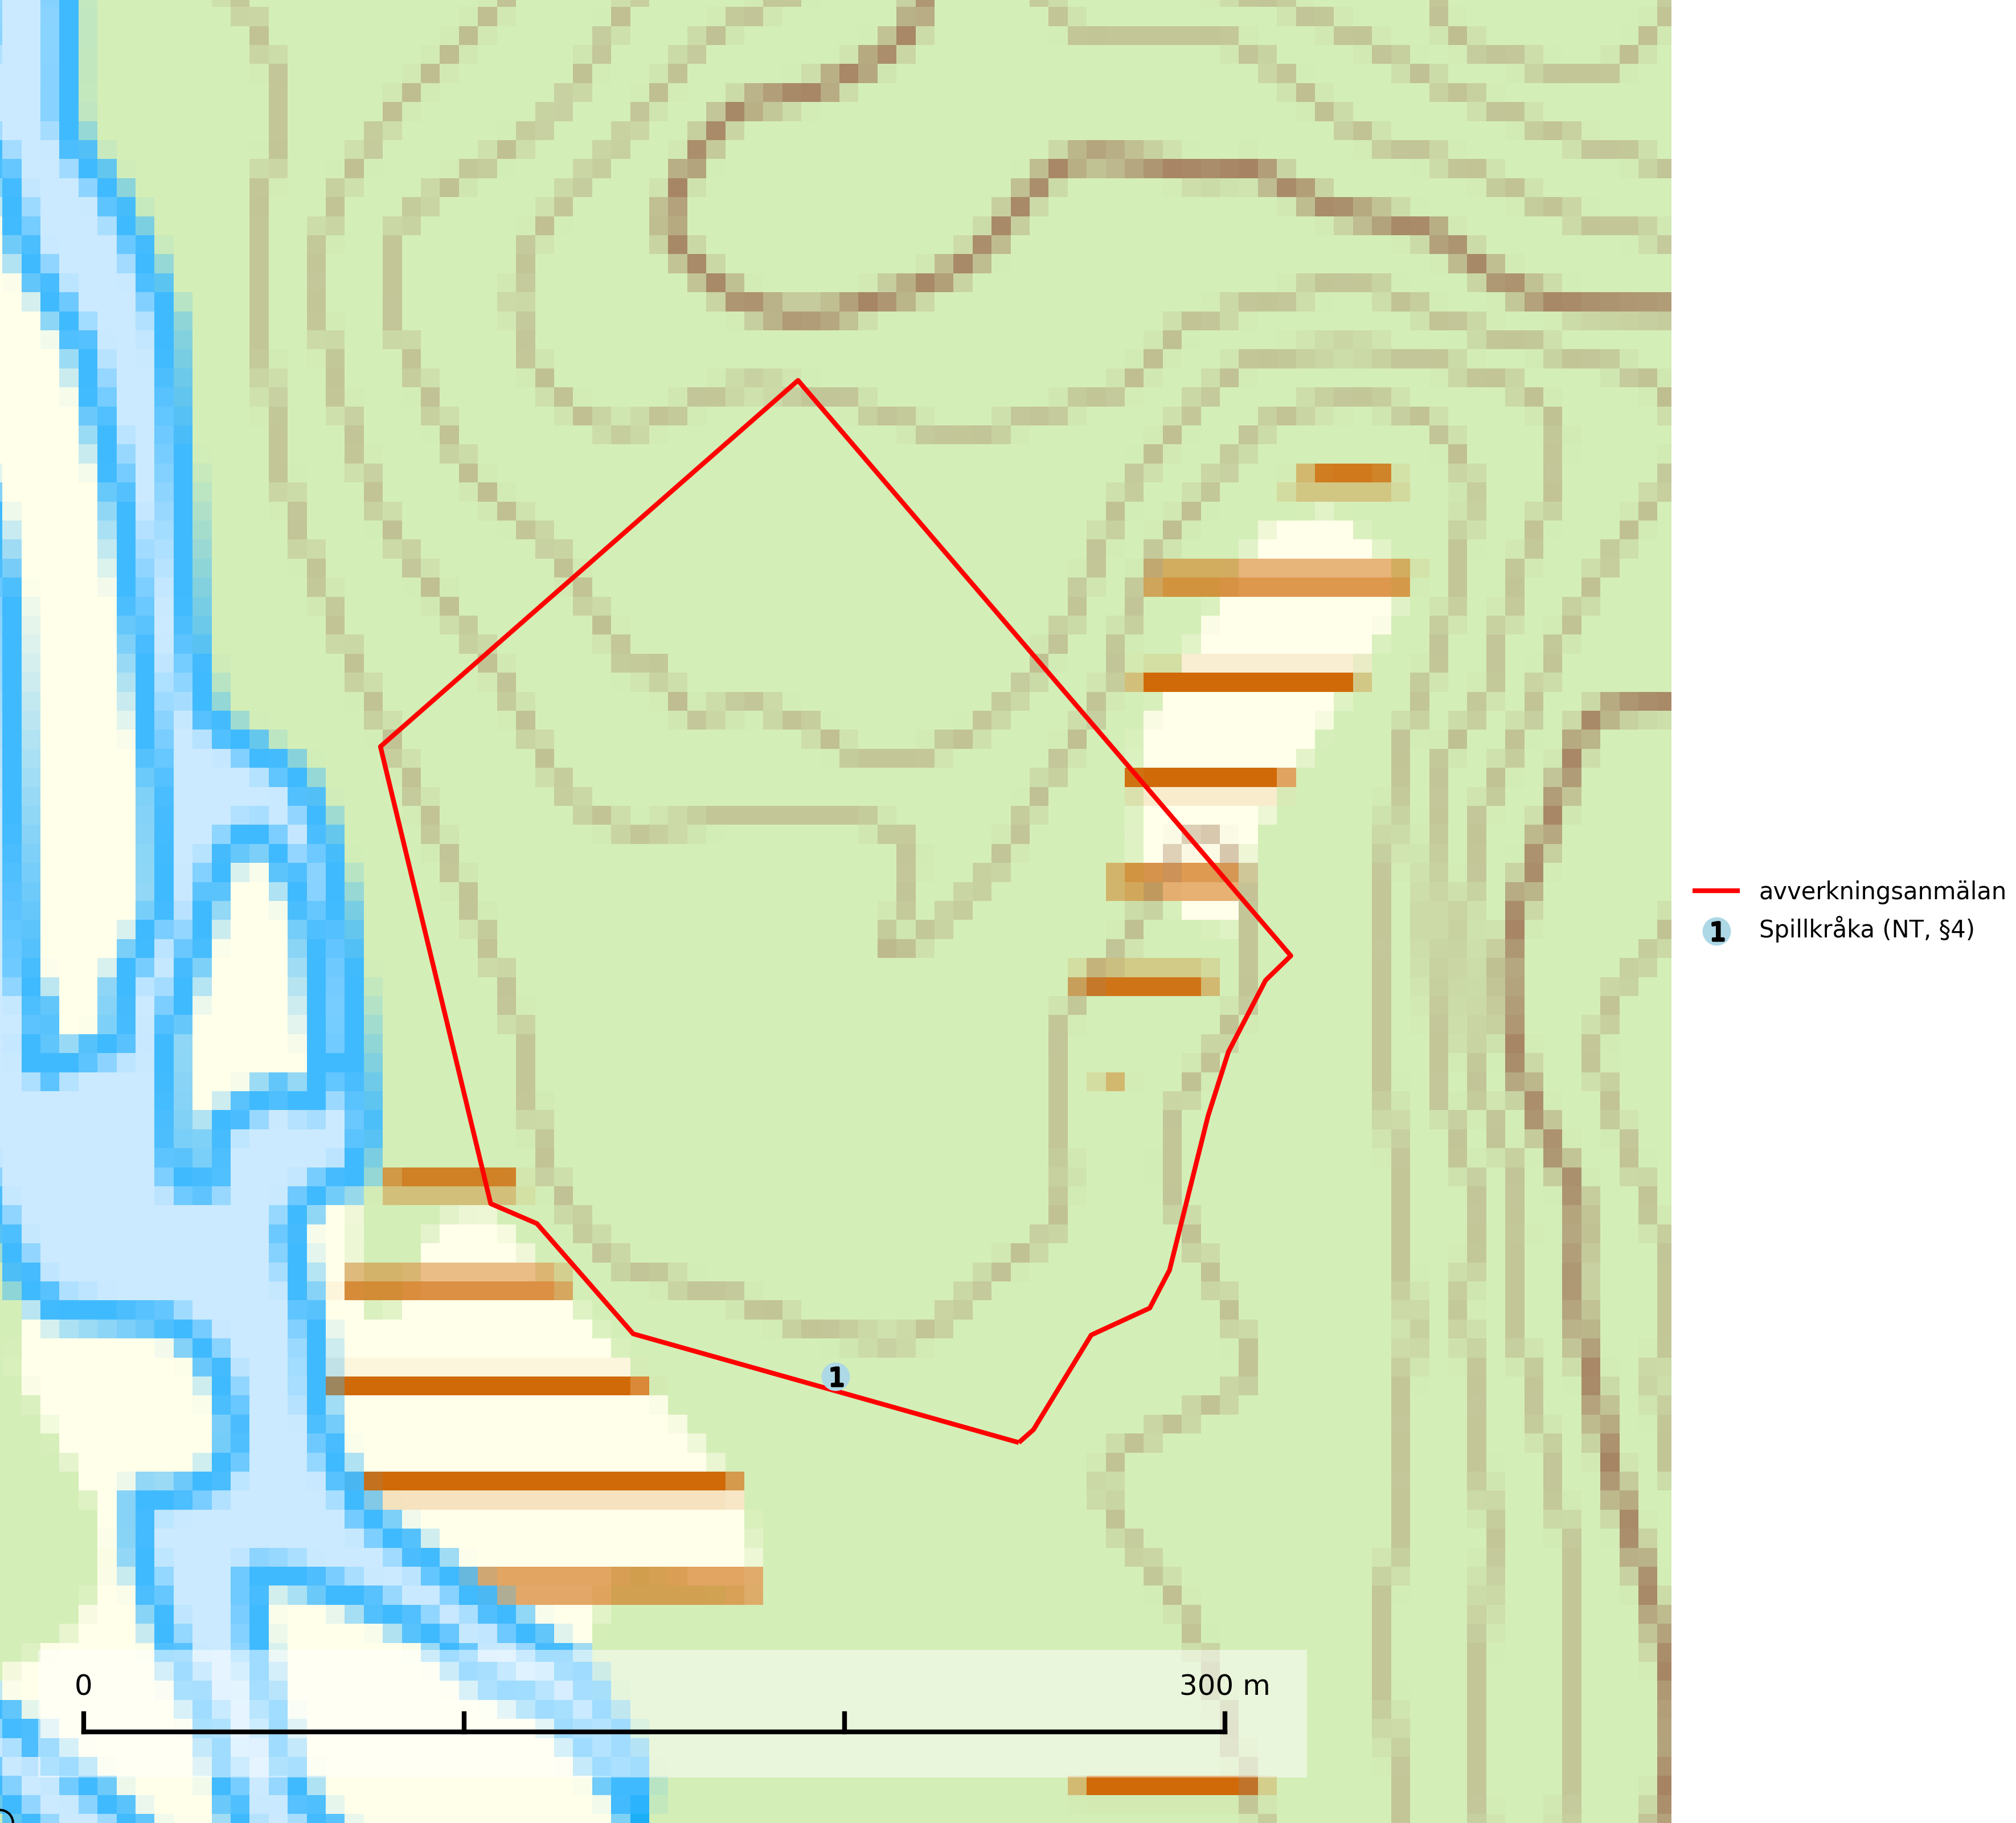 avverkningsanmälan
1 Spillkråka (NT, §4)
1
0 300 m